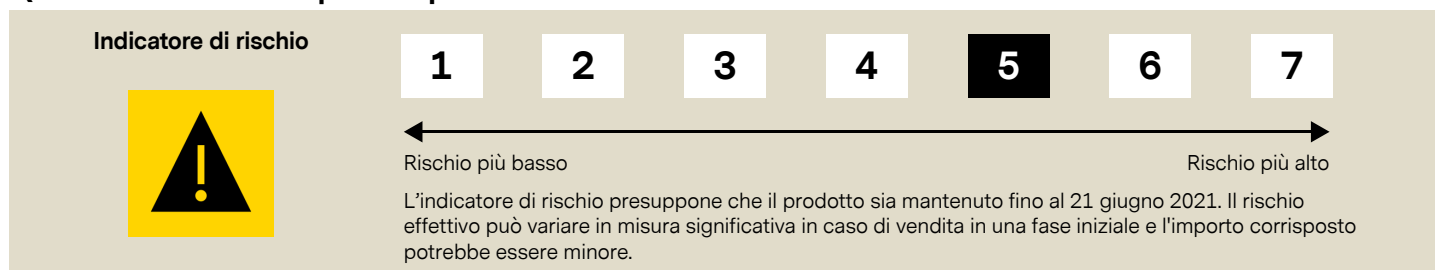 Indicatore di rischio
1 2 3 4 5 6 7
Rischio più basso
Rischio più alto
L'indicatore di rischio presuppone che il prodotto sia mantenuto fino al 21 giugno 2021. Il rischio
effettivo può variare in misura significativa in caso di vendita in una fase iniziale e l'importo corrisposto
potrebbe essere minore.